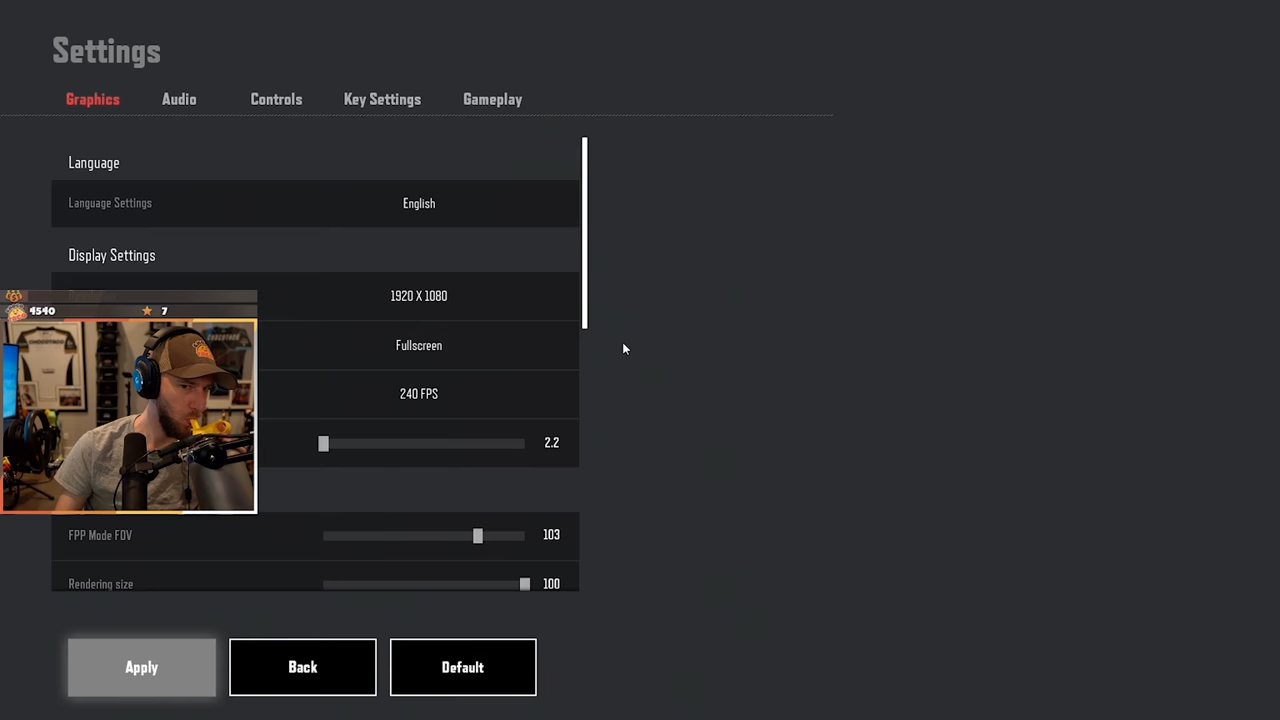 Settings
Graphics Audio Controls Key Settings Gameplay
Language
Language Settings English
Display Settings
1920 X 1080
Fullscreen
240 FPS
2.2
4540 7
CHOCOTACO
FPP Mode FOV 103
Rendering size 100
Apply Back Default